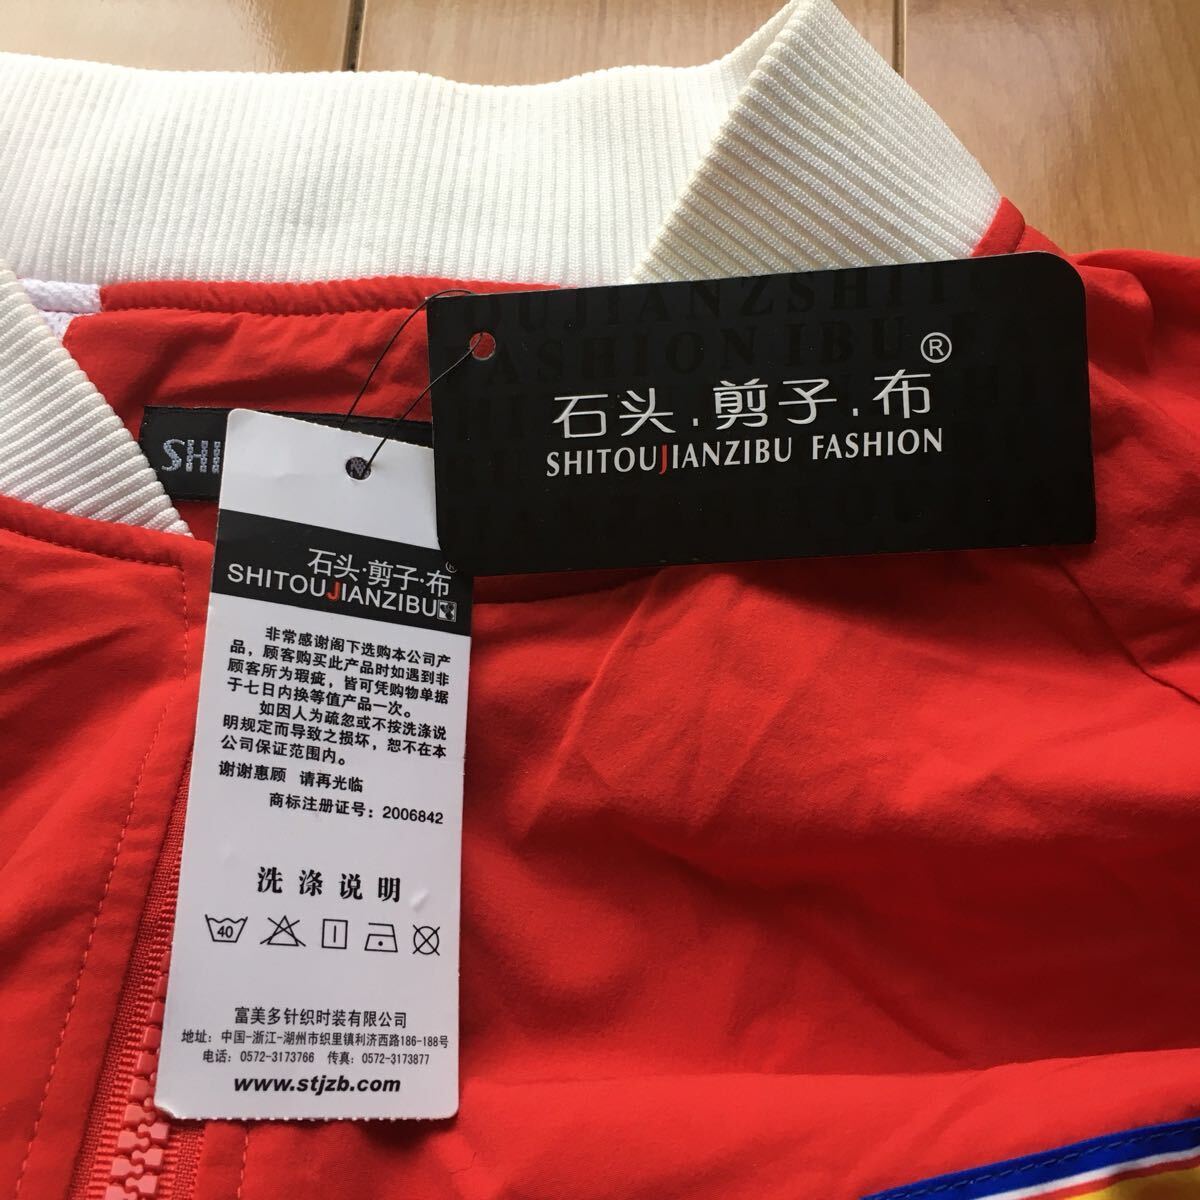 OUJIANZSHITU
FASHION IBU FA
®
石头.剪子.布
SHITOUJIANZIBU FASHION
SHI
石头·剪子·布®
SHITOUJIANZIBU
非常感谢阁下选购本公司产
品，顾客购买此产品时如遇到非
顾客所为瑕疵，皆可凭购物单据
于七日内换等值产品一次。
如因人为疏忽或不按洗涤说
明规定而导致之损坏，恕不在本
公司保证范围内。
谢谢惠顾 请再光临
商标注册证号：2006842
洗涤说明
40
富美多针织时装有限公司
地址：中国-浙江-湖州市织里镇利济西路186-188号
电话：0572-3173766 传真：0572-3173877
www.stjzb.com